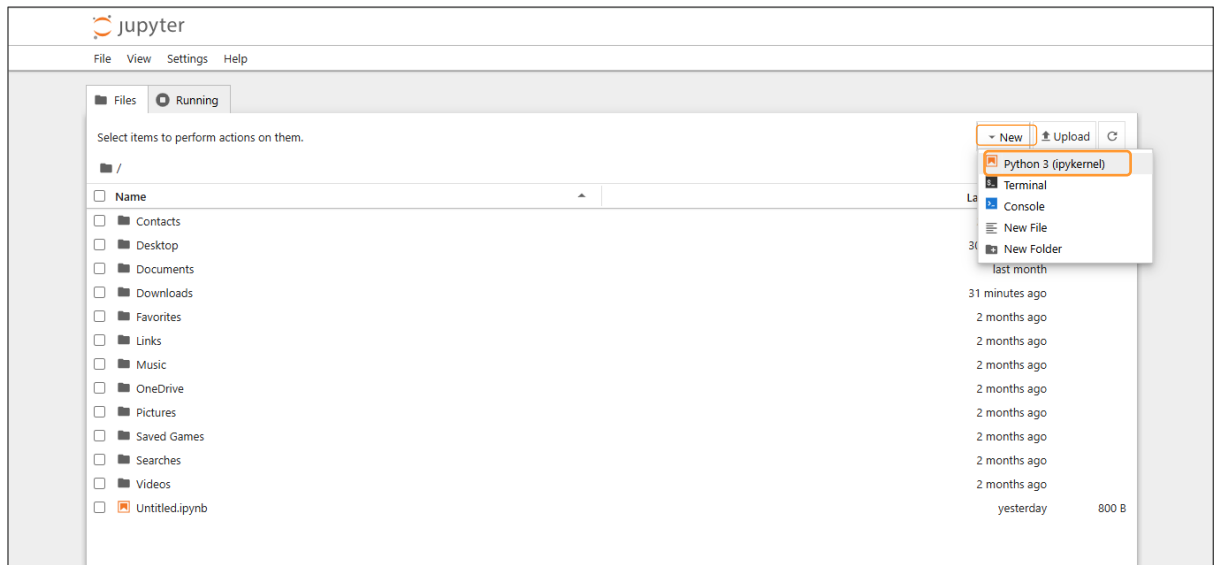 jupyter
File View Settings Help
Files Running
Select items to perform actions on them.
New Upload
/
Python 3 (ipykernel)
Terminal
Console
New File
New Folder
Name La
Contacts
Desktop 30
Documents last month
Downloads 31 minutes ago
Favorites 2 months ago
Links 2 months ago
Music 2 months ago
OneDrive 2 months ago
Pictures 2 months ago
Saved Games 2 months ago
Searches 2 months ago
Videos 2 months ago
Untitled.ipynb yesterday 800 B